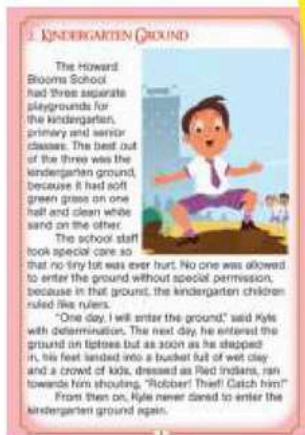 2. KINDERGARTEN GROUND
The Howard
Blooms School
had three separate
playgrounds for
the kindergarten,
primary and senior
classes. The best out
of the three was the
kindergarten ground,
because it had soft
green grass on one
half and clean white
sand on the other.
The school staff
took special care so
that no tiny tot was ever hurt. No one was allowed
to enter the ground without special permission,
because in that ground, the kindergarten children
ruled like rulers.
"One day, I will enter the ground," said Kyle
with determination. The next day, he entered the
ground on tiptoes but as soon as he stepped
in, his feet landed into a bucket full of wet clay
and a crowd of kids, dressed as Red Indians, ran
towards him shouting, "Robber! Thief! Catch him!"
From then on, Kyle never dared to enter the
kindergarten ground again.